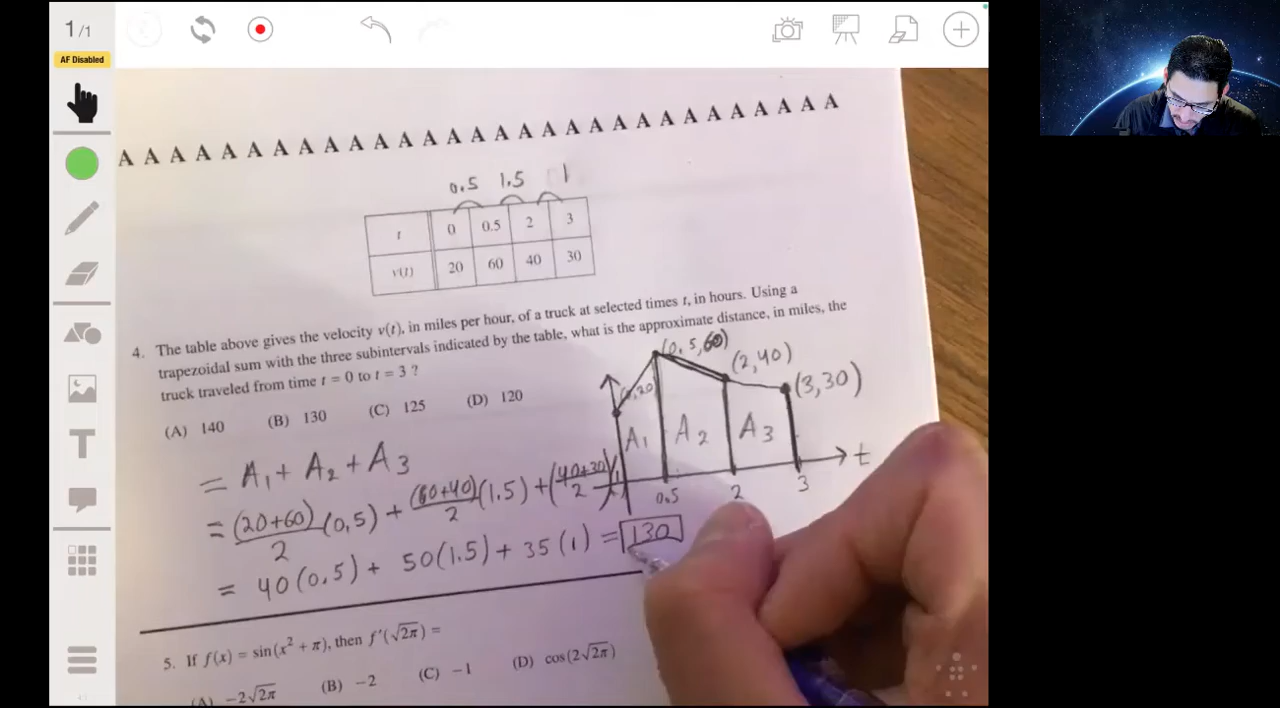 1/1
AF Disabled
A A A A A A A A A A A A A A A A A A A A A A A A A A A A A A
0.5 1.5 1
t 0 0.5 2 3
v(t) 20 60 40 30
4. The table above gives the velocity v(t), in miles per hour, of a truck at selected times t, in hours. Using a
trapezoidal sum with the three subintervals indicated by the table, what is the approximate distance, in miles, the
truck traveled from time t = 0 to t = 3 ?
(A) 140 (B) 130 (C) 125 (D) 120
(0.5,60)
(2,40)
(3,30)
A₁ A₂ A₃
t
0.5 2 3
= A₁ + A₂ + A₃
= (20+60)/2 (0.5) + (60+40)/2 (1.5) + (40+30)/2
= 40(0.5) + 50(1.5) + 35(1) = 130
5. If f(x) = sin(x² + π), then f'(√2π) =
(A) −2√2π (B) −2 (C) −1 (D) cos(2√2π)
T